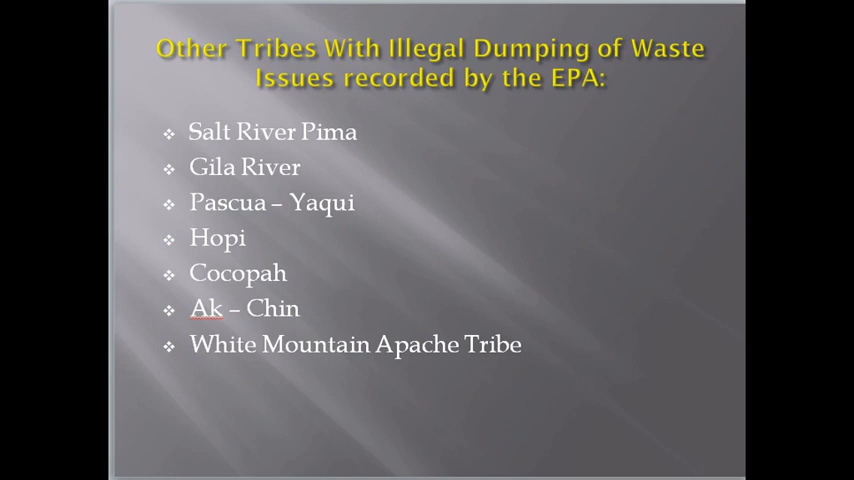 Other Tribes With Illegal Dumping of Waste
Issues recorded by the EPA:
Salt River Pima
Gila River
Pascua – Yaqui
Hopi
Cocopah
Ak – Chin
White Mountain Apache Tribe